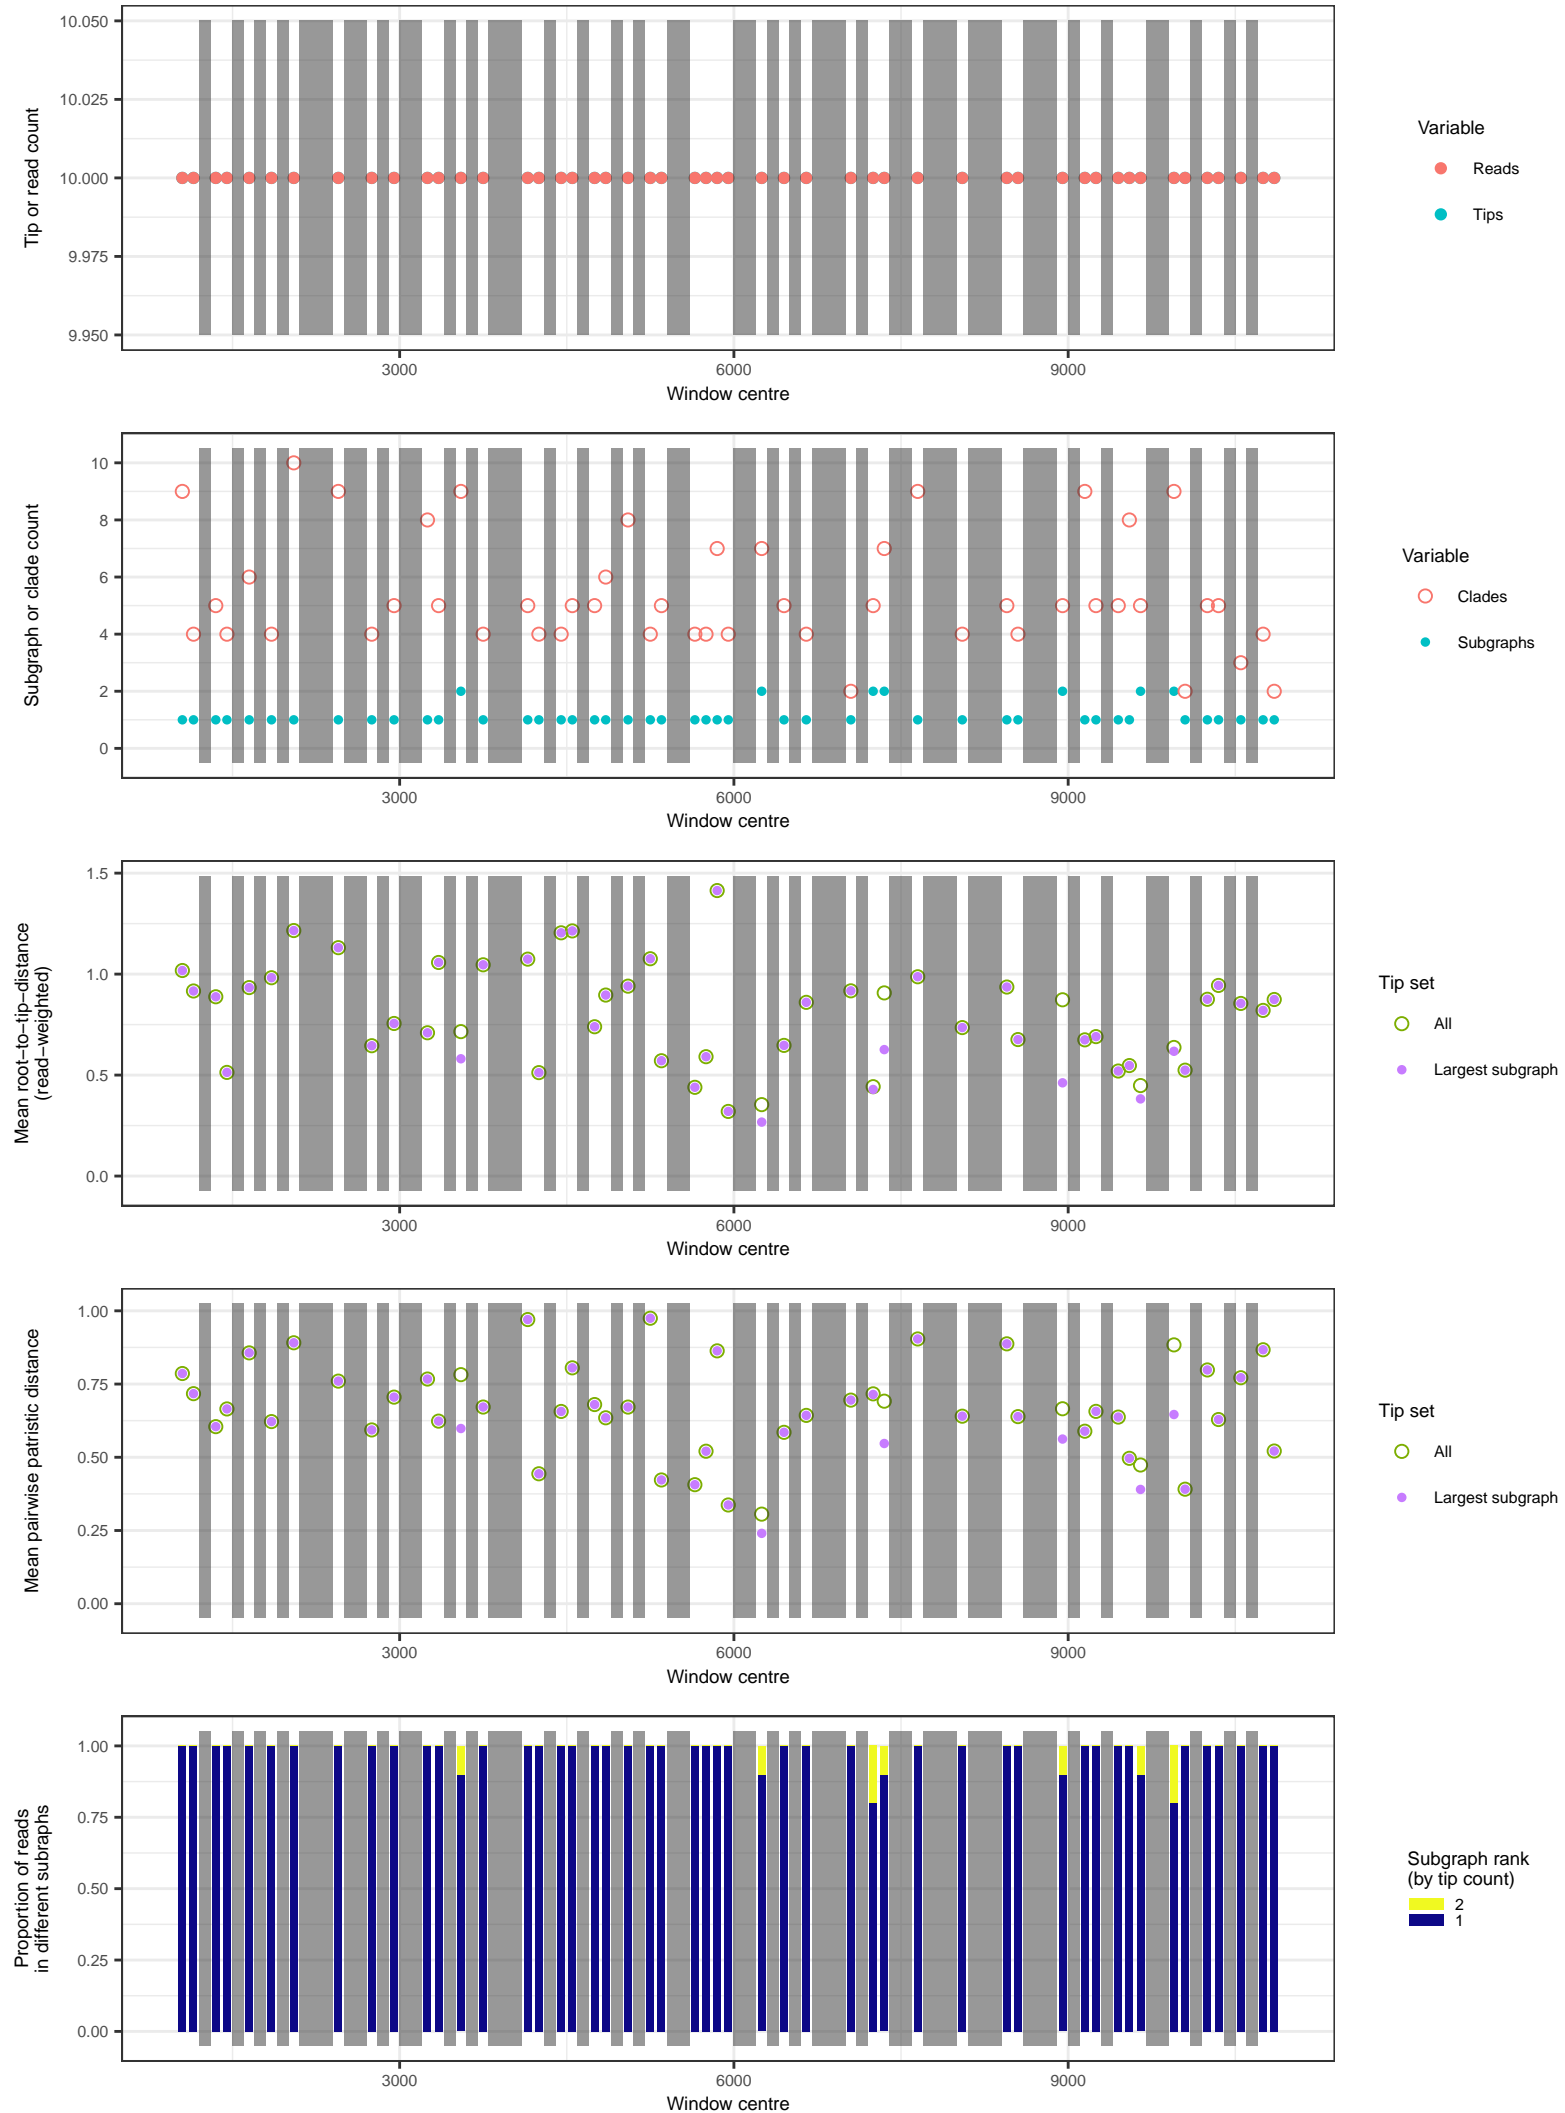 10.050
10.025
10.000
9.975
9.950
Tip or read count
3000
6000
9000
Window centre
Variable
Reads
Tips
10
8
6
4
2
0
Subgraph or clade count
3000
6000
9000
Window centre
Variable
Clades
Subgraphs
1.5
1.0
0.5
0.0
Mean root−to−tip−distance
(read−weighted)
3000
6000
9000
Window centre
Tip set
All
Largest subgraph
1.00
0.75
0.50
0.25
0.00
Mean pairwise patristic distance
3000
6000
9000
Window centre
Tip set
All
Largest subgraph
1.00
0.75
0.50
0.25
0.00
Proportion of reads
in different subraphs
3000
6000
9000
Window centre
Subgraph rank
(by tip count)
2
1